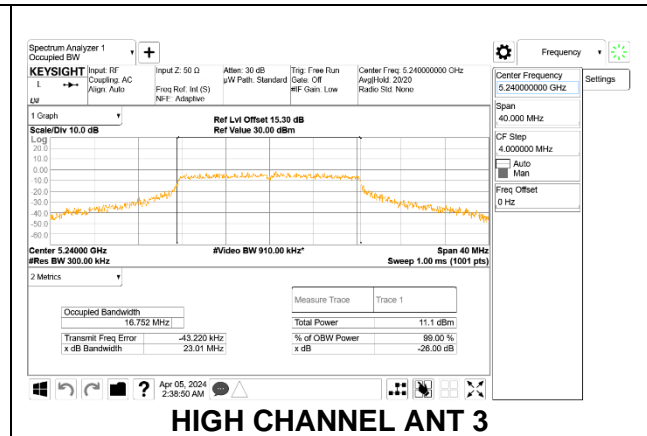 Spectrum Analyzer 1
Occupied BW
+
Frequency
KEYSIGHT
Input: RF
Coupling: AC
Align: Auto
Input Z: 50 Ω
Freq Ref: Int (S)
NFE: Adaptive
Atten: 30 dB
µW Path: Standard
Trig: Free Run
Gate: Off
#IF Gain: Low
Center Freq: 5.240000000 GHz
Avg|Hold: 20/20
Radio Std: None
L
Center Frequency
5.240000000 GHz
Settings
Span
40.000 MHz
CF Step
4.000000 MHz
Auto
Man
Freq Offset
0 Hz
1 Graph
Scale/Div 10.0 dB
Ref Lvl Offset 15.30 dB
Ref Value 30.00 dBm
Log
20.0
10.0
0.00
-10.0
-20.0
-30.0
-40.0
-50.0
-60.0
Center 5.24000 GHz
#Res BW 300.00 kHz
#Video BW 910.00 kHz*
Span 40 MHz
Sweep 1.00 ms (1001 pts)
2 Metrics
Occupied Bandwidth
16.752 MHz
Transmit Freq Error -43.220 kHz
x dB Bandwidth 23.01 MHz
Measure Trace Trace 1
Total Power 11.1 dBm
% of OBW Power 99.00 %
x dB -26.00 dB
?
Apr 05, 2024
2:38:50 AM
HIGH CHANNEL ANT 3